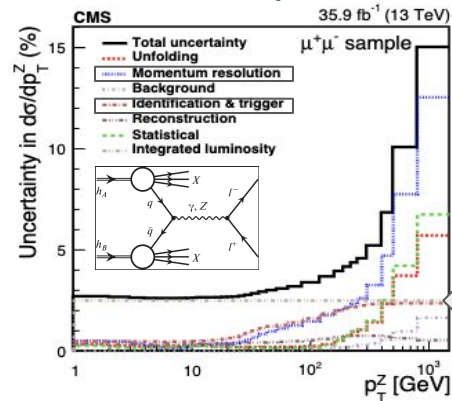 CMS 35.9 fb⁻¹ (13 TeV)
Uncertainty in dσ/dp_T^Z (%)
μ⁺μ⁻ sample
Total uncertainty
Unfolding
Momentum resolution
Background
Identification & trigger
Reconstruction
Statistical
Integrated luminosity
15
10
5
0
h_A
X
q
γ, Z
l⁻
q̄
h_B
X
l⁺
1 10 10² 10³
p_T^Z [GeV]